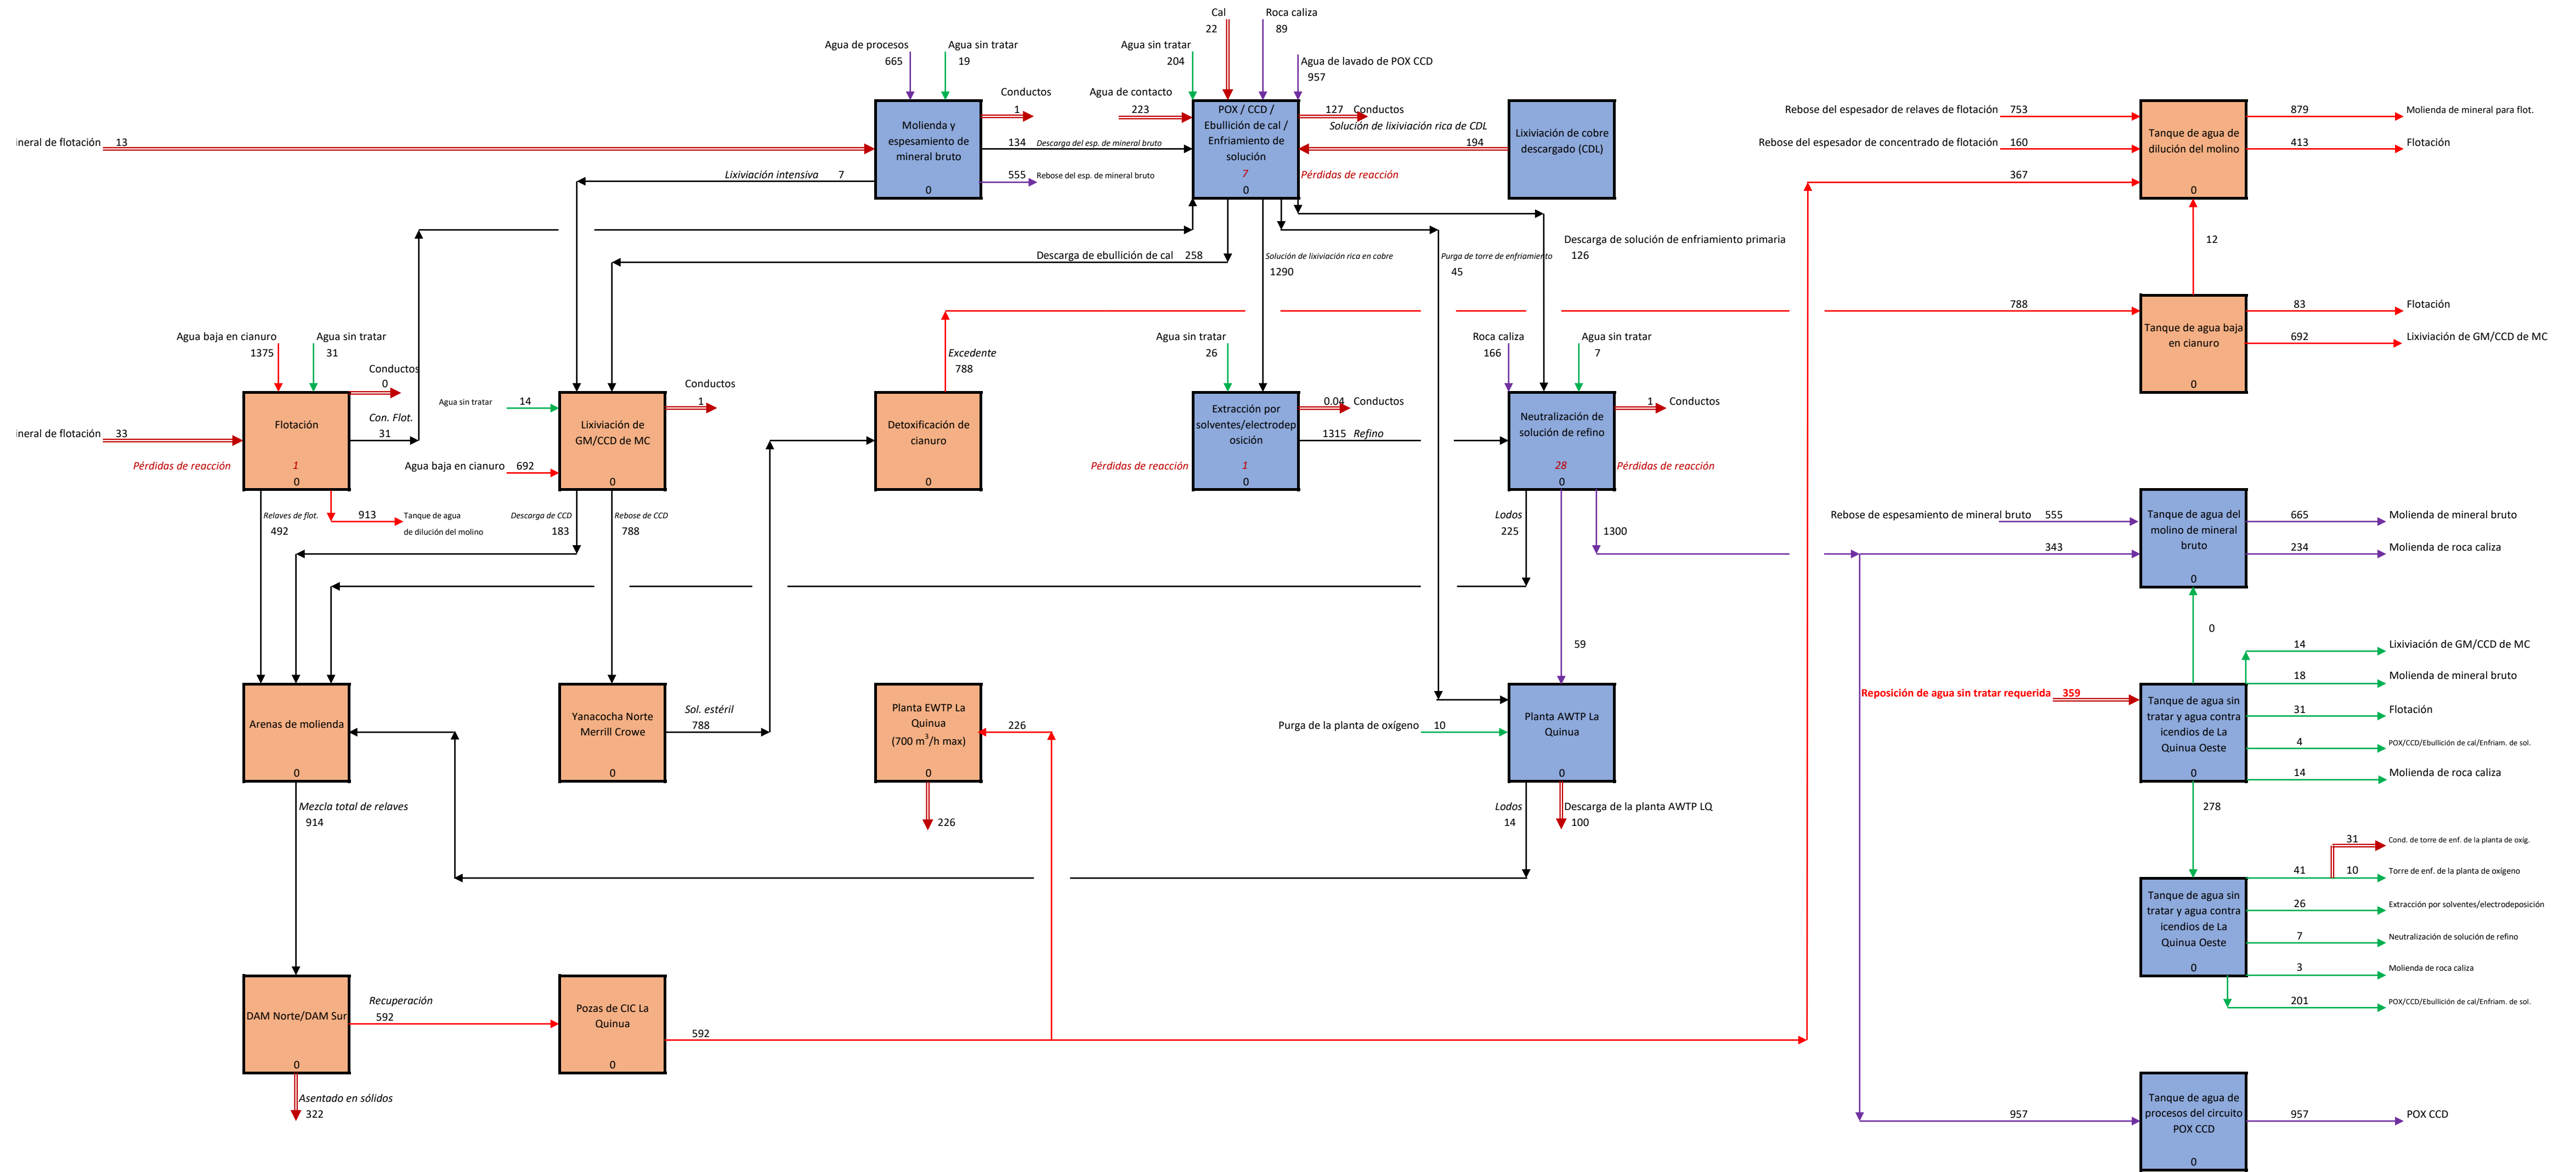 Cal
22
Roca caliza
89
Agua de procesos
665
Agua sin tratar
19
Agua sin tratar
204
Agua de lavado de POX CCD
957
Conductos
1
Agua de contacto
223
127 Conductos
Solución de lixiviación rica de CDL
194
ineral de flotación 13
Molienda y
espesamiento de
mineral bruto
0
134 Descarga del esp. de mineral bruto
555 Rebose del esp. de mineral bruto
Lixiviación intensiva 7
POX / CCD /
Ebullición de cal /
Enfriamiento de
solución
7
0
Pérdidas de reacción
Lixiviación de cobre
descargado (CDL)
Rebose del espesador de relaves de flotación 753
Rebose del espesador de concentrado de flotación 160
367
Tanque de agua de
dilución del molino
0
879 Molienda de mineral para flot.
413 Flotación
12
Descarga de ebullición de cal 258
Solución de lixiviación rica en cobre
1290
Purga de torre de enfriamiento
45
Descarga de solución de enfriamiento primaria
126
788
Tanque de agua baja
en cianuro
0
83 Flotación
692 Lixiviación de GM/CCD de MC
Agua baja en cianuro
1375
Agua sin tratar
31
Conductos
0
Con. Flot.
31
ineral de flotación 33
Flotación
1
0
Pérdidas de reacción
Agua sin tratar 14
Agua baja en cianuro 692
Lixiviación de
GM/CCD de MC
0
Conductos
1
Excedente
788
Detoxificación de
cianuro
0
Agua sin tratar
26
Extracción por
solventes/electrodep
osición
1
0
Pérdidas de reacción
0.04 Conductos
1315 Refino
Roca caliza
166
Agua sin tratar
7
Neutralización de
solución de refino
28
0
Pérdidas de reacción
1 Conductos
Relaves de flot.
492
913 Tanque de agua
de dilución del molino
Descarga de CCD
183
Rebose de CCD
788
Lodos
225
1300
Rebose de espesamiento de mineral bruto 555
343
Tanque de agua del
molino de mineral
bruto
0
665 Molienda de mineral bruto
234 Molienda de roca caliza
0
59
Arenas de molienda
0
Yanacocha Norte
Merrill Crowe
0
Sol. estéril
788
Planta EWTP La
Quinua
(700 m³/h max)
0
226
226
Purga de la planta de oxígeno 10
Planta AWTP La
Quinua
0
Reposición de agua sin tratar requerida 359
Tanque de agua sin
tratar y agua contra
icendios de La
Quinua Oeste
0
14 Lixiviación de GM/CCD de MC
18 Molienda de mineral bruto
31 Flotación
4 POX/CCD/Ebullición de cal/Enfriam. de sol.
14 Molienda de roca caliza
278
Mezcla total de relaves
914
Lodos
14
Descarga de la planta AWTP LQ
100
Tanque de agua sin
tratar y agua contra
icendios de La
Quinua Oeste
0
31 Cond. de torre de enf. de la planta de oxig.
41 10 Torre de enf. de la planta de oxigeno
26 Extracción por solventes/electrodeposición
7 Neutralización de solución de refino
3 Molienda de roca caliza
201 POX/CCD/Ebullición de cal/Enfriam. de sol.
DAM Norte/DAM Sur
0
Recuperación
592
Pozas de CIC La
Quinua
0
592
Asentado en sólidos
322
957
Tanque de agua de
procesos del circuito
POX CCD
0
957 POX CCD